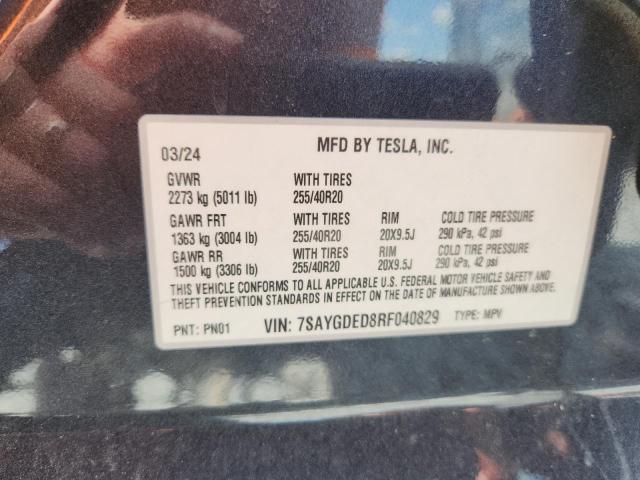 03/24 MFD BY TESLA, INC.
GVWR WITH TIRES
2273 kg (5011 lb) 255/40R20
GAWR FRT WITH TIRES RIM COLD TIRE PRESSURE
1363 kg (3004 lb) 255/40R20 20X9.5J 290 kPa, 42 psi
GAWR RR WITH TIRES RIM COLD TIRE PRESSURE
1500 kg (3306 lb) 255/40R20 20X9.5J 290 kPa, 42 psi
THIS VEHICLE CONFORMS TO ALL APPLICABLE U.S. FEDERAL MOTOR VEHICLE SAFETY AND
THEFT PREVENTION STANDARDS IN EFFECT ON THE DATE OF MANUFACTURE SHOWN ABOVE.
PNT: PN01 VIN: 7SAYGDED8RF040829 TYPE: MPV